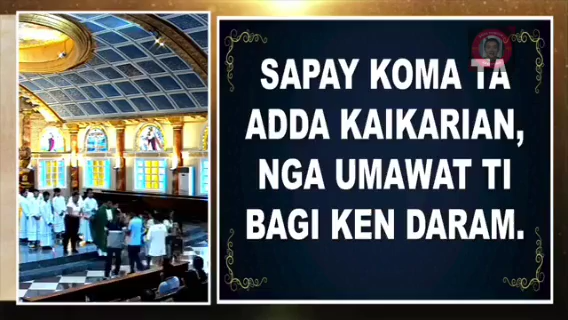 SAPAY KOMA TA
ADDA KAIKARIAN,
NGA UMAWAT TI
BAGI KEN DARAM.